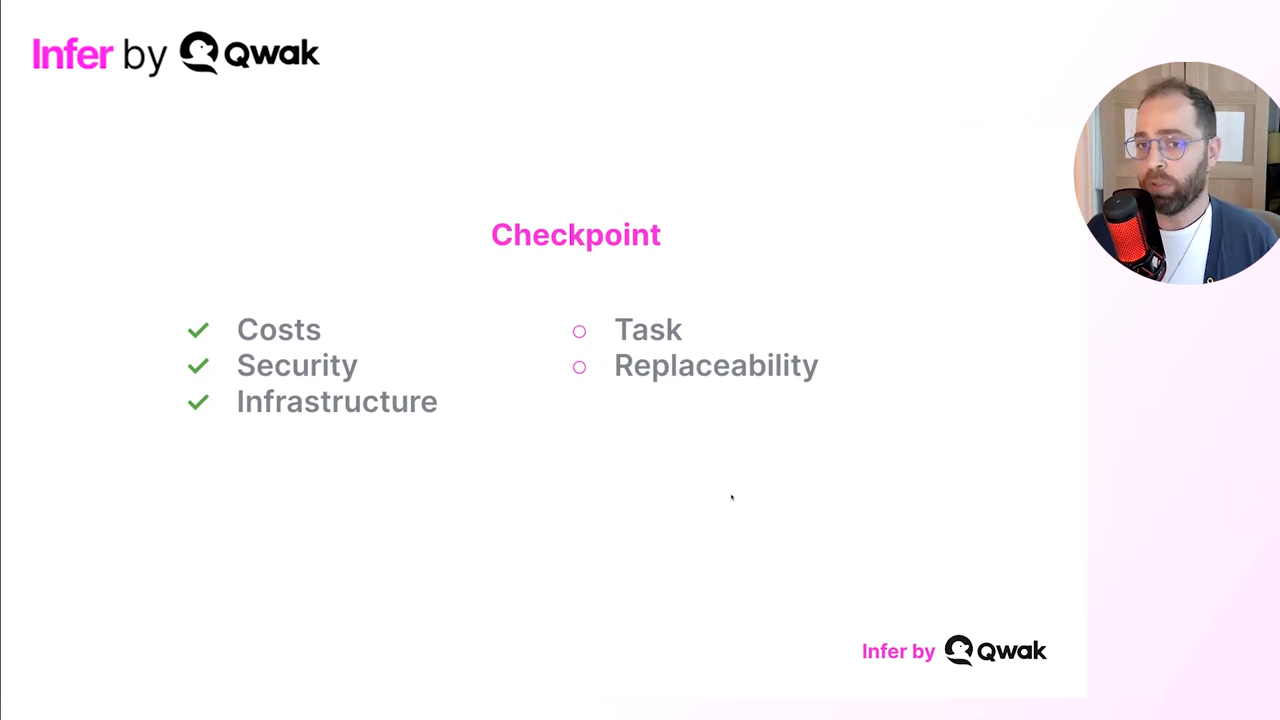 Infer by Qwak
Checkpoint
Costs
Security
Infrastructure
Task
Replaceability
Infer by Qwak